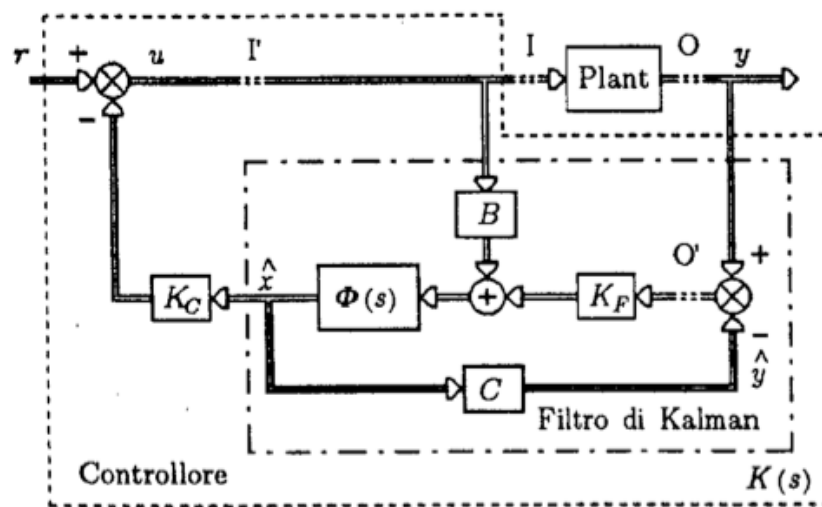 r + u I' I Plant O y
−
B
O' +
x̂
K_C Φ(s) + K_F
−
ŷ
C
Filtro di Kalman
Controllore K(s)